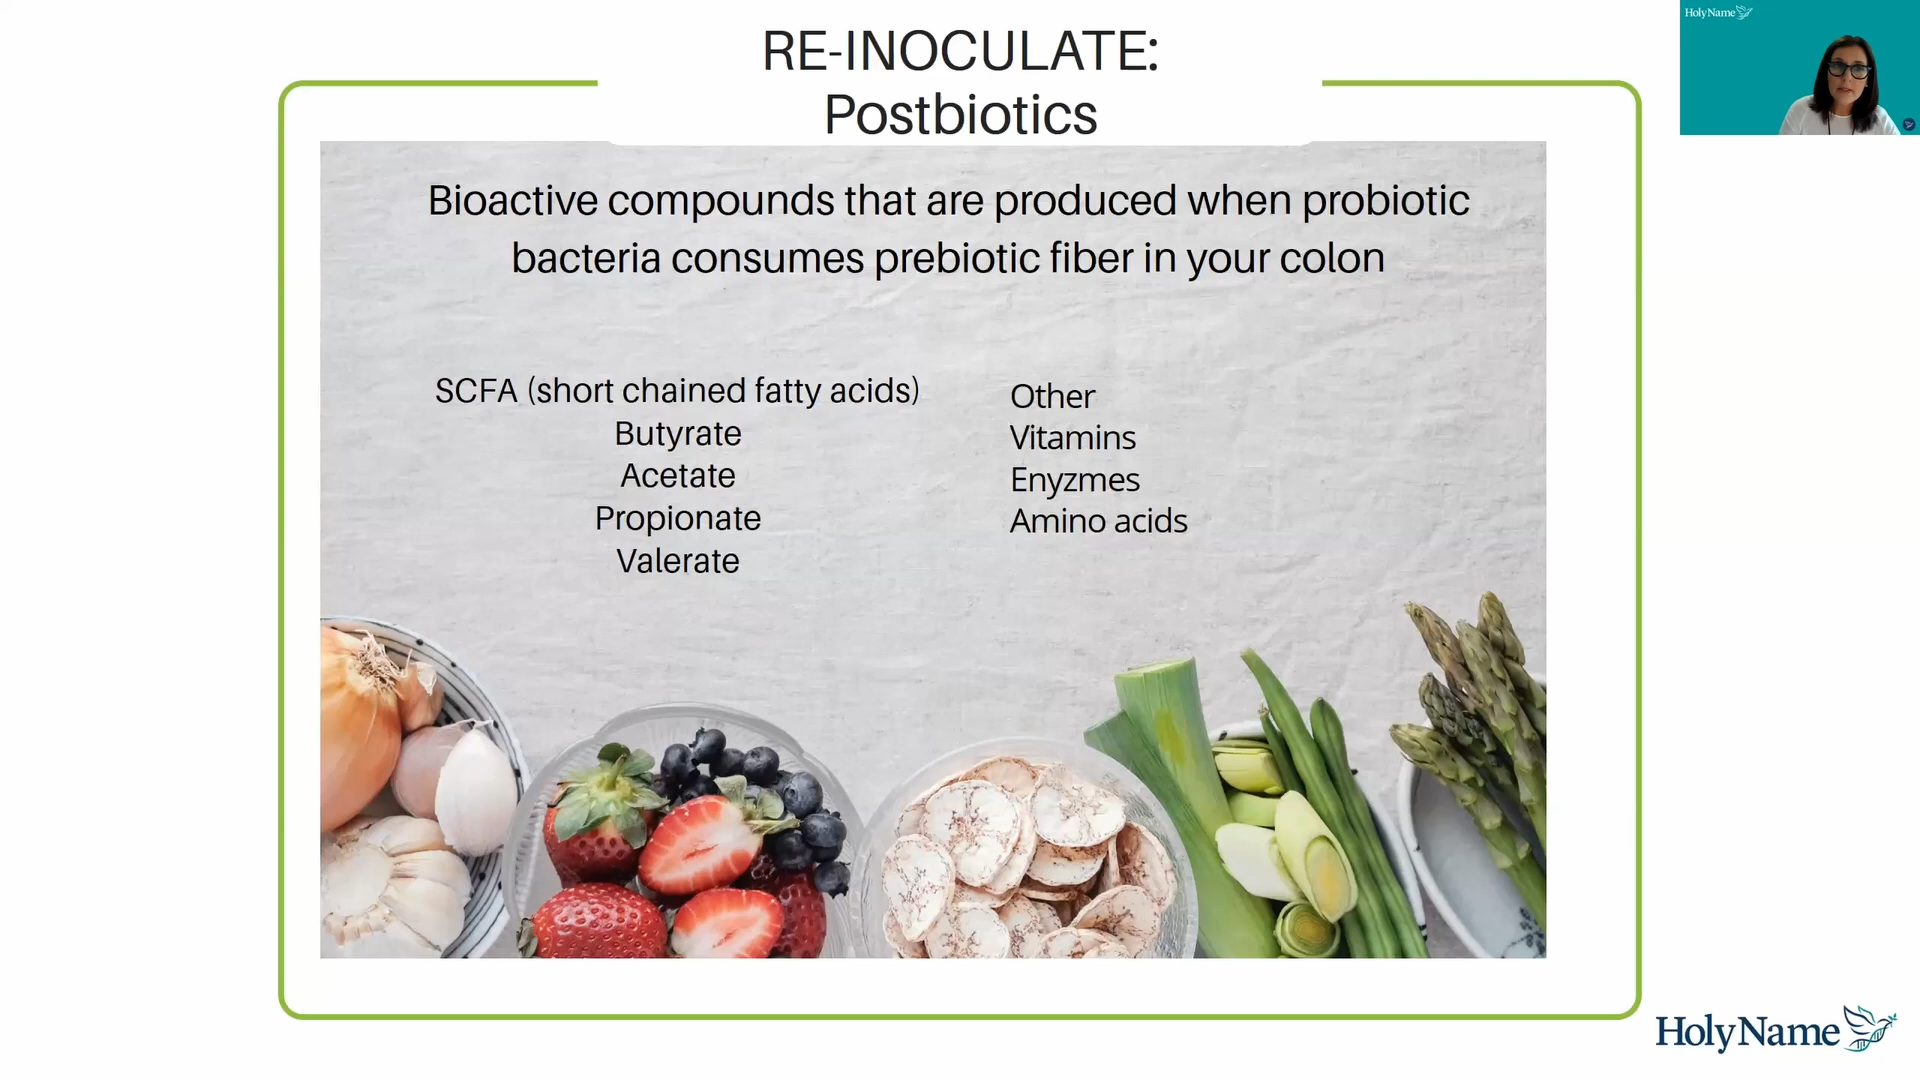 RE-INOCULATE:
Postbiotics
HolyName
Bioactive compounds that are produced when probiotic
bacteria consumes prebiotic fiber in your colon
SCFA (short chained fatty acids)
Butyrate
Acetate
Propionate
Valerate
Other
Vitamins
Enyzmes
Amino acids
HolyName